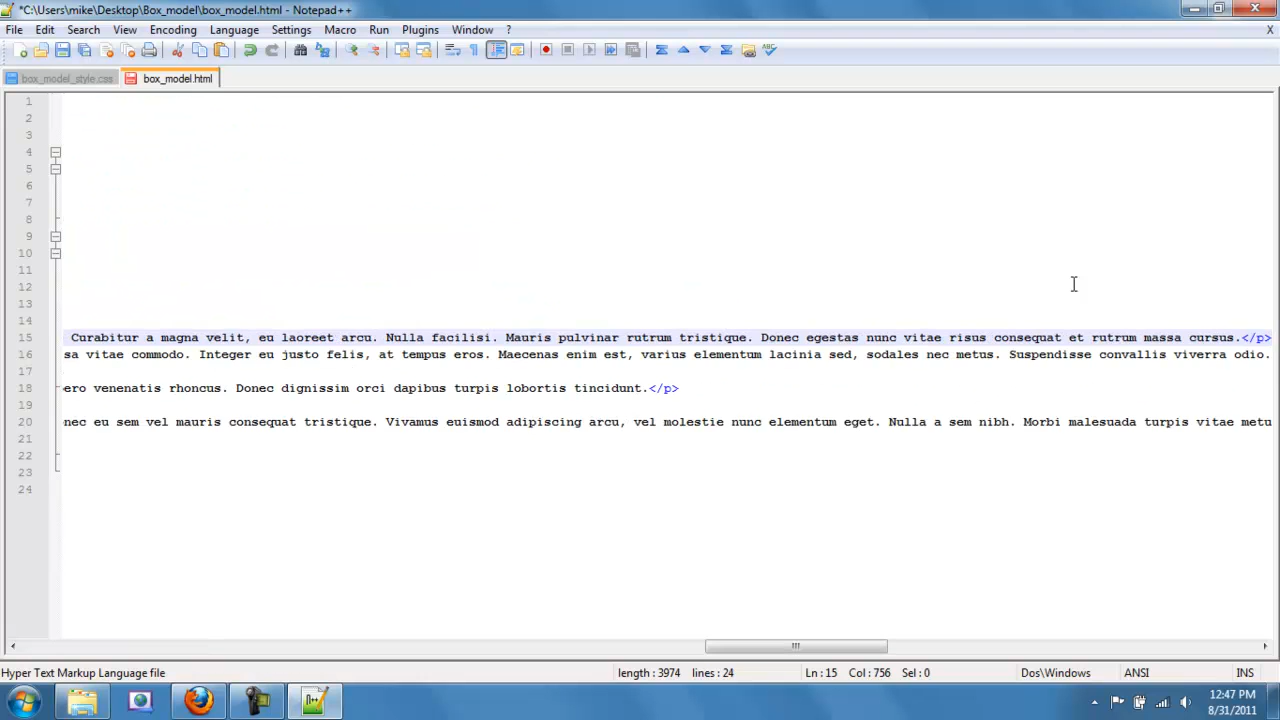 *C:\Users\mike\Desktop\Box_model\box_model.html - Notepad++
File Edit Search View Encoding Language Settings Macro Run Plugins Window ? X
box_model_style.css box_model.html
1
2
3
4
5
6
7
8
9
10
11
12
13
14
15 Curabitur a magna velit, eu laoreet arcu. Nulla facilisi. Mauris pulvinar rutrum tristique. Donec egestas nunc vitae risus consequat et rutrum massa cursus.</p>
16 sa vitae commodo. Integer eu justo felis, at tempus eros. Maecenas enim est, varius elementum lacinia sed, sodales nec metus. Suspendisse convallis viverra odio.
17
18 ero venenatis rhoncus. Donec dignissim orci dapibus turpis lobortis tincidunt.</p>
19
20 nec eu sem vel mauris consequat tristique. Vivamus euismod adipiscing arcu, vel molestie nunc elementum eget. Nulla a sem nibh. Morbi malesuada turpis vitae metu
21
22
23
24
Hyper Text Markup Language file length : 3974 lines : 24 Ln : 15 Col : 756 Sel : 0 Dos\Windows ANSI INS
12:47 PM
8/31/2011